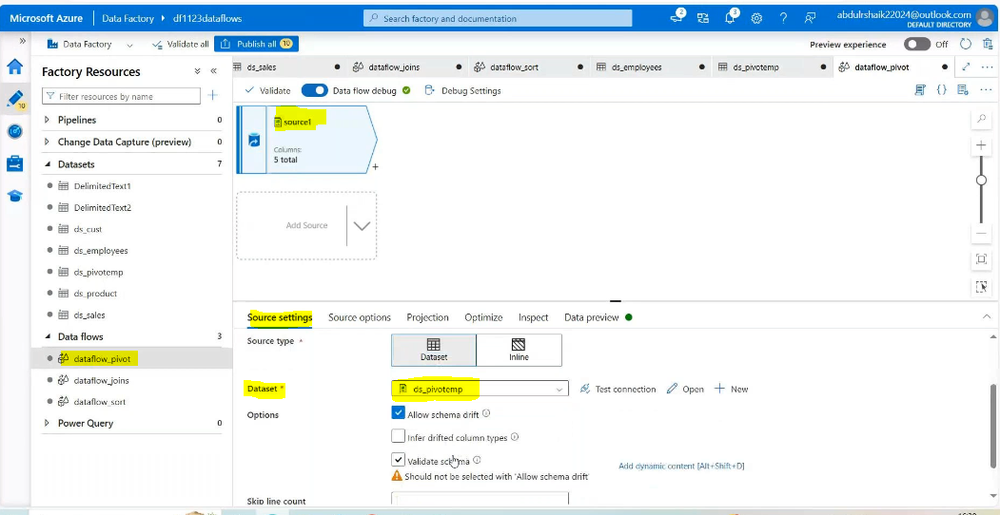 Microsoft Azure
Data Factory
df1123dataflows
Search factory and documentation
2
3
abdulrshaik22024@outlook.com
DEFAULT DIRECTORY
»
Data Factory
Validate all
Publish all
10
Preview experience
Off
Factory Resources
«
ds_sales
dataflow_joins
dataflow_sort
ds_employees
ds_pivotemp
dataflow_pivot
Filter resources by name
Validate
Data flow debug
Debug Settings
10
Pipelines
0
Change Data Capture (preview)
0
Datasets
7
DelimitedText1
DelimitedText2
ds_cust
ds_employees
ds_pivotemp
ds_product
ds_sales
Data flows
3
dataflow_pivot
dataflow_joins
dataflow_sort
Power Query
0
source1
Columns:
5 total
Add Source
Source settings
Source options
Projection
Optimize
Inspect
Data preview
Source type *
Dataset
Inline
Dataset *
ds_pivotemp
Test connection
Open
New
Options
Allow schema drift
Infer drifted column types
Validate schema
Should not be selected with 'Allow schema drift'
Add dynamic content [Alt+Shift+D]
Skip line count